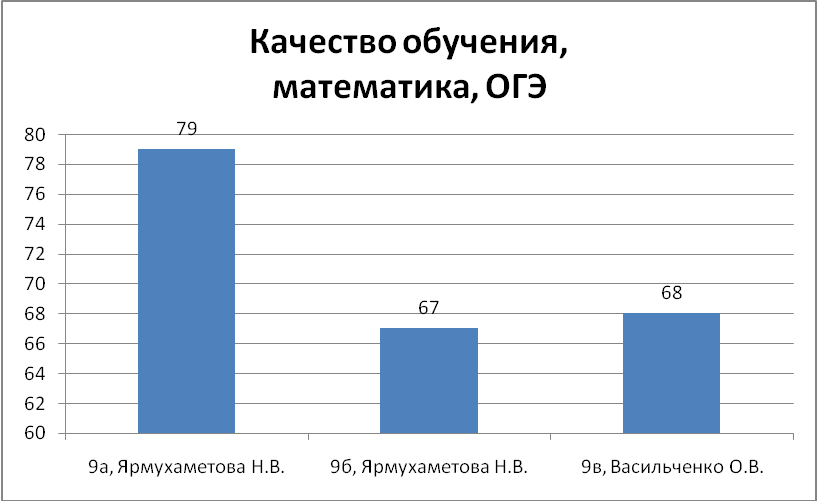 Качество обучения,
математика, ОГЭ
79
80
78
76
74
72
70
68
66
64
62
60
67
68
9а, Ярмухаметова Н.В.
9б, Ярмухаметова Н.В.
9в, Васильченко О.В.